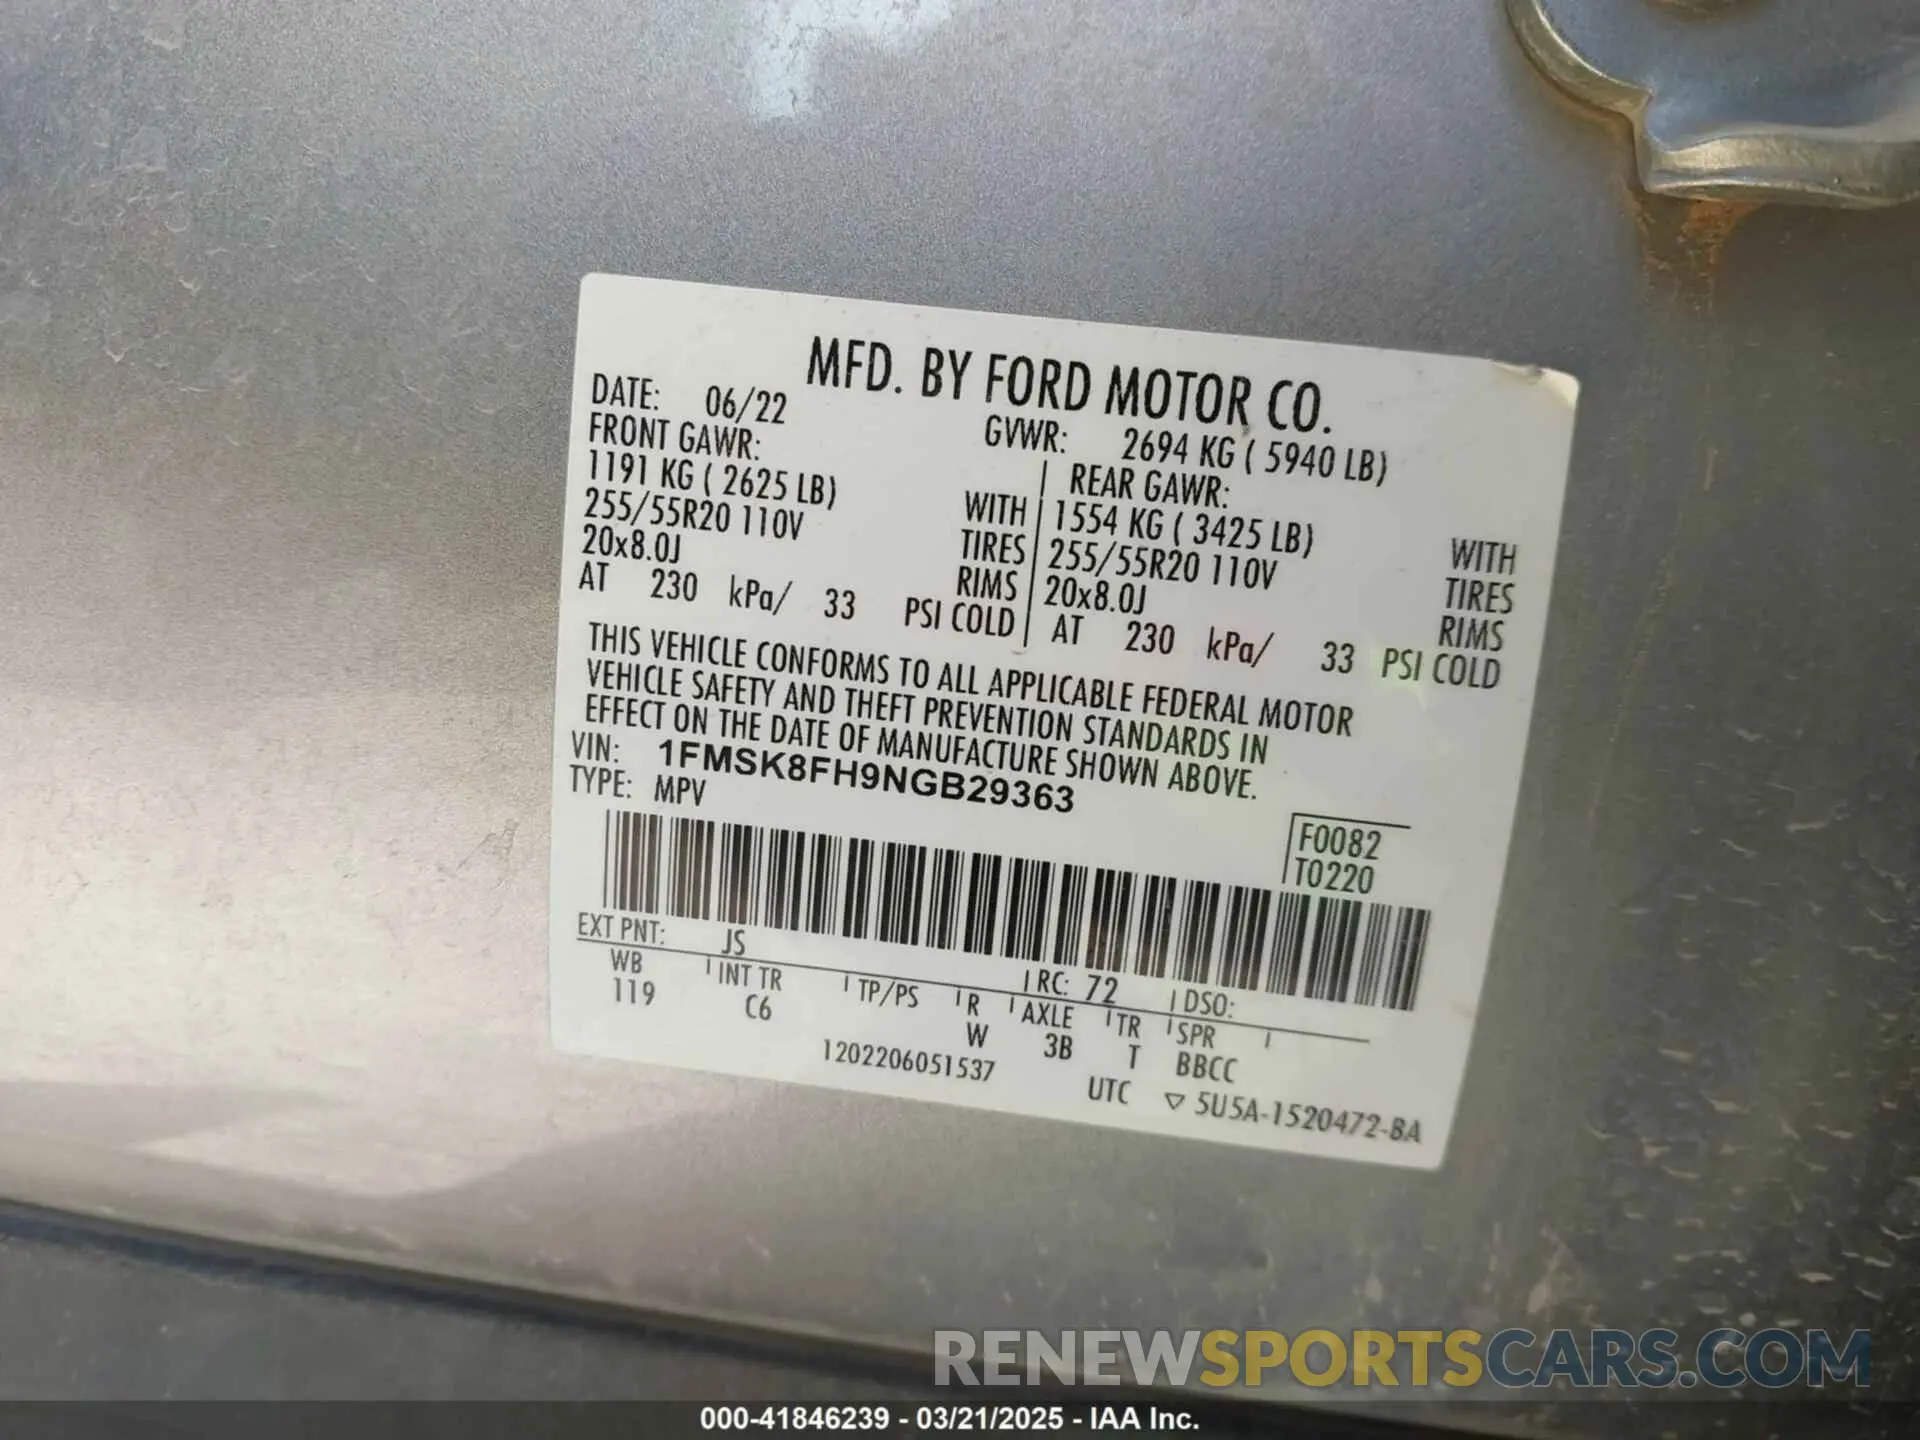 MFD. BY FORD MOTOR CO.
DATE: 06/22 GVWR: 2694 KG ( 5940 LB)
FRONT GAWR: REAR GAWR:
1191 KG ( 2625 LB) WITH 1554 KG ( 3425 LB) WITH
255/55R20 110V TIRES 255/55R20 110V TIRES
20x8.0J RIMS 20x8.0J RIMS
AT 230 kPa/ 33 PSI COLD AT 230 kPa/ 33 PSI COLD
THIS VEHICLE CONFORMS TO ALL APPLICABLE FEDERAL MOTOR
VEHICLE SAFETY AND THEFT PREVENTION STANDARDS IN
EFFECT ON THE DATE OF MANUFACTURE SHOWN ABOVE.
VIN: 1FMSK8FH9NGB29363
TYPE: MPV
F0082
T0220
EXT PNT: JS RC: 72 DSO:
WB INT TR TP/PS R AXLE TR SPR
119 C6 W 3B T BBCC
1202206051537 UTC ▽ 5U5A-1520472-BA
RENEWSPORTSCARS.COM
000-41846239 - 03/21/2025 - IAA Inc.